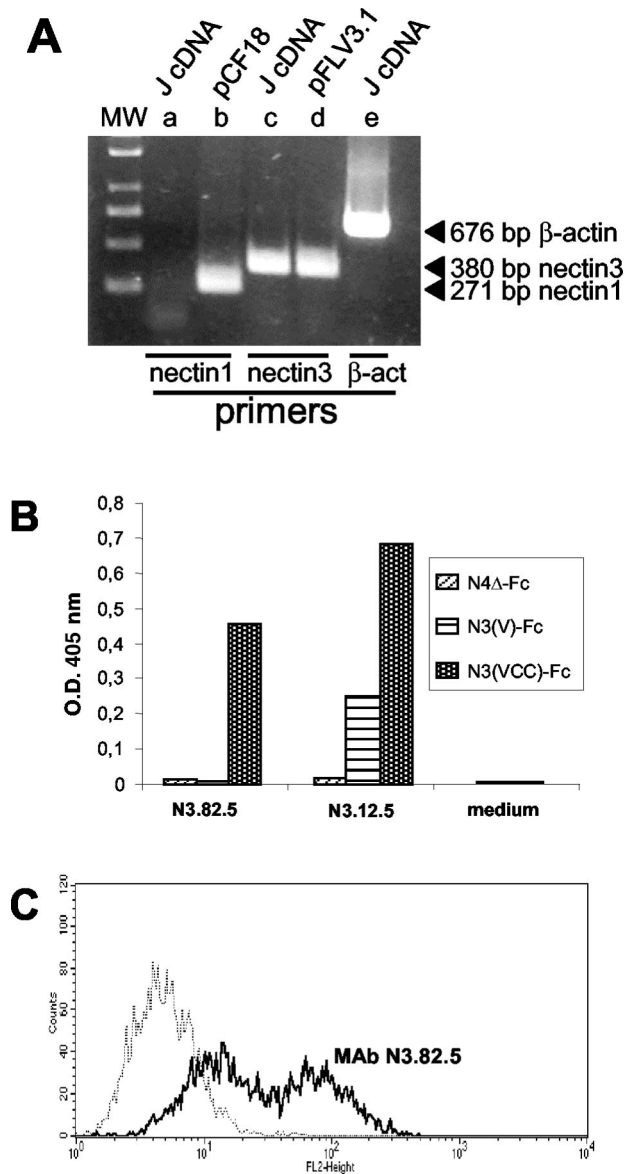 A
J cDNA
pCF18
J cDNA
pFLV3.1
J cDNA
MW a b c d e
676 bp β-actin
380 bp nectin3
271 bp nectin1
nectin1 nectin3 β-act
primers
B
O.D. 405 nm
0,8
0,7
0,6
0,5
0,4
0,3
0,2
0,1
0
N4Δ-Fc
N3(V)-Fc
N3(VCC)-Fc
N3.82.5 N3.12.5 medium
C
Counts
120
100
80
60
40
20
0
MAb N3.82.5
10⁰ 10¹ 10² 10³ 10⁴
FL2-Height